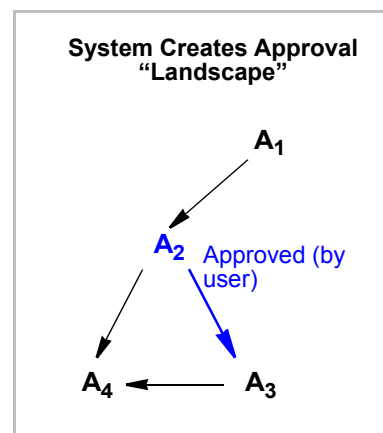 System Creates Approval
“Landscape”
A1
A2 Approved (by
user)
A4 A3